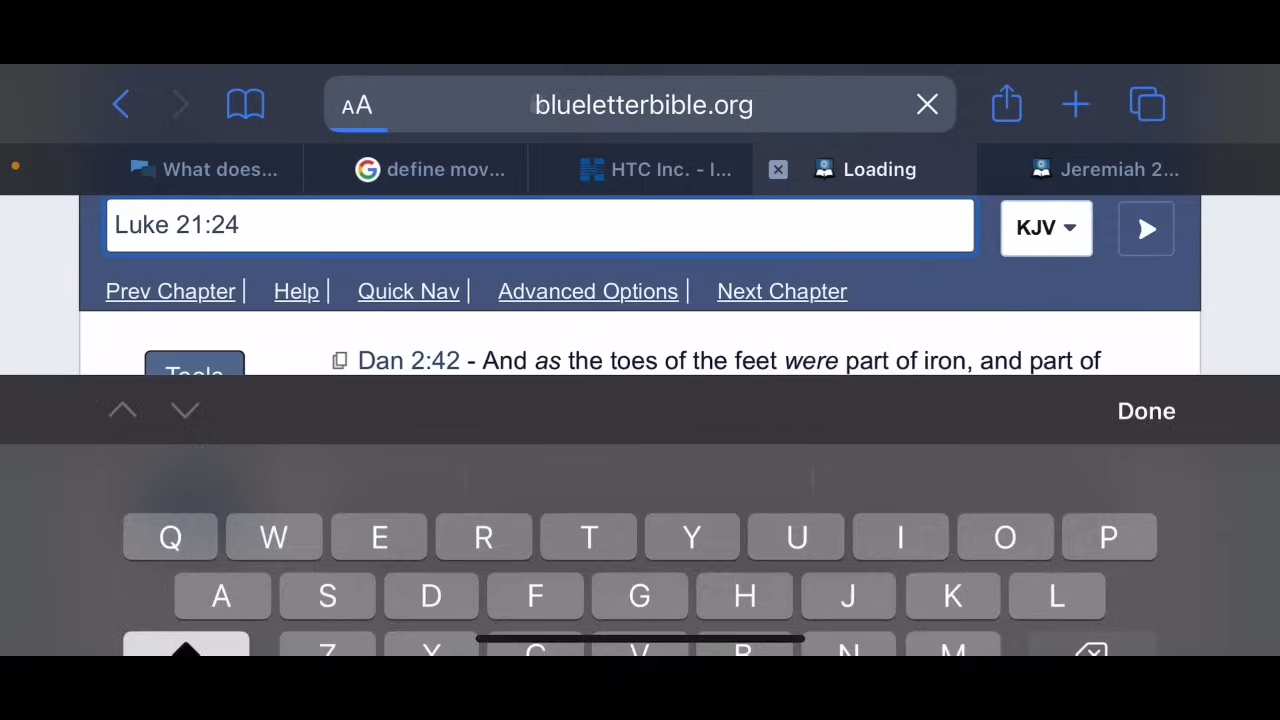 AA blueletterbible.org
What does... define mov... HTC Inc. - I... Loading Jeremiah 2...
Luke 21:24 KJV
Prev Chapter | Help | Quick Nav | Advanced Options | Next Chapter
Tools Dan 2:42 - And as the toes of the feet were part of iron, and part of
Done
Q W E R T Y U I O P
A S D F G H J K L
Z X C V B N M